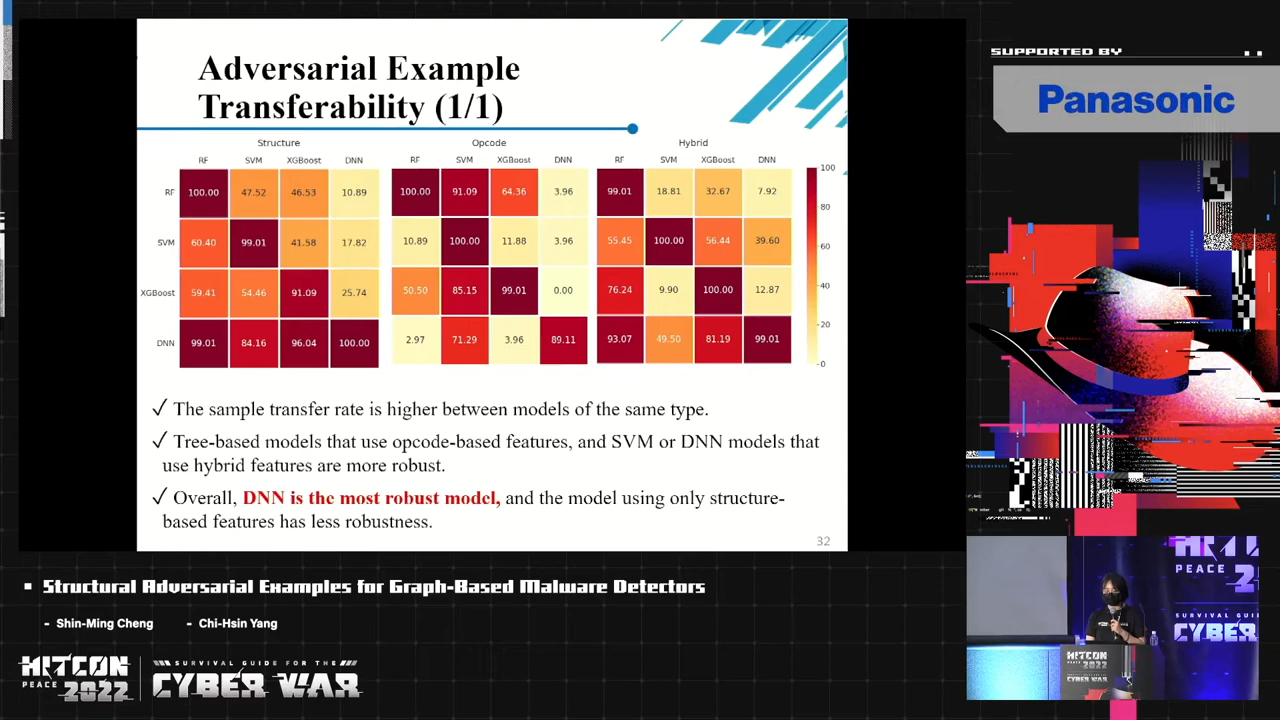 SUPPORTED BY
Panasonic
Adversarial Example
Transferability (1/1)
Structure
RF SVM XGBoost DNN
RF 100.00 47.52 46.53 10.89
SVM 60.40 99.01 41.58 17.82
XGBoost 59.41 54.46 91.09 25.74
DNN 99.01 84.16 96.04 100.00
Opcode
RF SVM XGBoost DNN
100.00 91.09 64.36 3.96
10.89 100.00 11.88 3.96
50.50 85.15 99.01 0.00
2.97 71.29 3.96 89.11
Hybrid
RF SVM XGBoost DNN
99.01 18.81 32.67 7.92
55.45 100.00 56.44 39.60
76.24 9.90 100.00 12.87
93.07 49.50 81.19 99.01
100
80
60
40
20
0
✓ The sample transfer rate is higher between models of the same type.
✓ Tree-based models that use opcode-based features, and SVM or DNN models that
use hybrid features are more robust.
✓ Overall, DNN is the most robust model, and the model using only structure-
based features has less robustness.
32
Structural Adversarial Examples for Graph-Based Malware Detectors
- Shin-Ming Cheng - Chi-Hsin Yang
HITCON
PEACE 2022
SURVIVAL GUIDE FOR THE
CYBER WAR
PEACE 2
SURVIVAL GUI
CYBER
HITCON
PEACE 2022